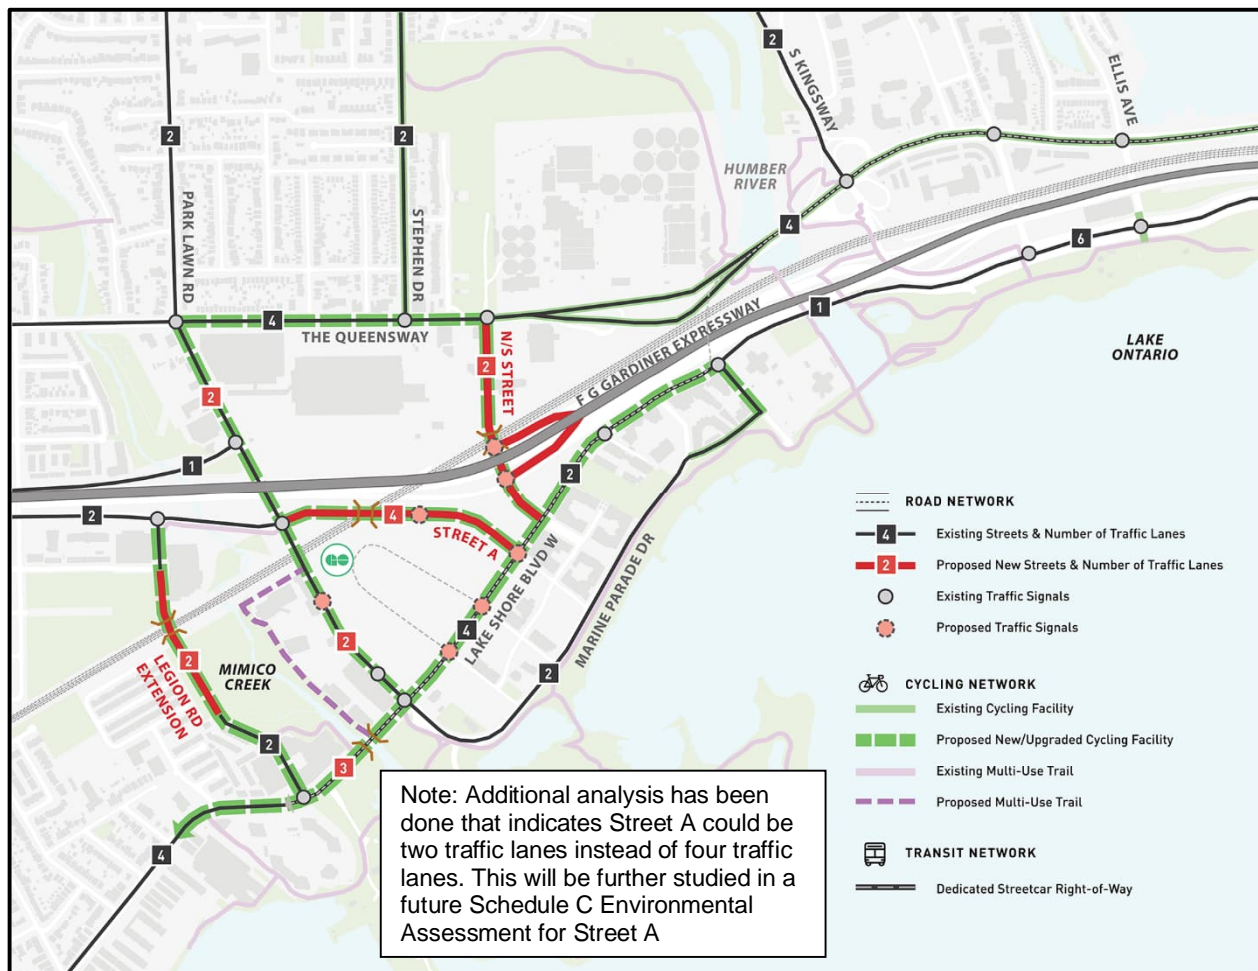 2
S KINGSWAY
ELLIS AVE
2
2
PARK LAWN RD
STEPHEN DR
HUMBER
RIVER
4
6
4
THE QUEENSWAY
N/S STREET
F G GARDINER EXPRESSWAY
1
LAKE
ONTARIO
2
2
1
2
2
4
STREET A
GO
LAKE SHORE BLVD W
MARINE PARADE DR
4
2
2
2
LEGION RD
EXTENSION
MIMICO
CREEK
2
3
4
ROAD NETWORK
4 Existing Streets & Number of Traffic Lanes
2 Proposed New Streets & Number of Traffic Lanes
Existing Traffic Signals
Proposed Traffic Signals
CYCLING NETWORK
Existing Cycling Facility
Proposed New/Upgraded Cycling Facility
Existing Multi-Use Trail
Proposed Multi-Use Trail
TRANSIT NETWORK
Dedicated Streetcar Right-of-Way
Note: Additional analysis has been
done that indicates Street A could be
two traffic lanes instead of four traffic
lanes. This will be further studied in a
future Schedule C Environmental
Assessment for Street A